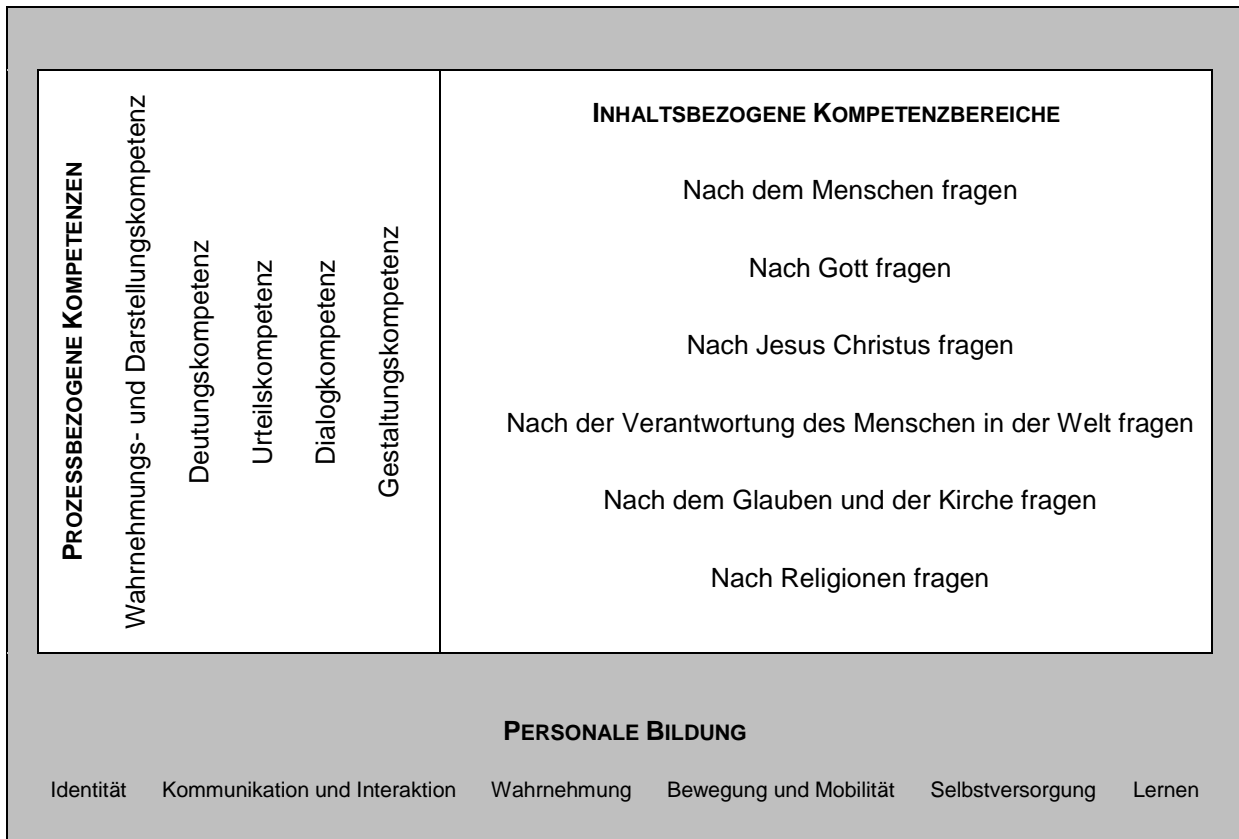 PROZESSBEZOGENE KOMPETENZEN
Wahrnehmungs- und Darstellungskompetenz
Deutungskompetenz
Urteilskompetenz
Dialogkompetenz
Gestaltungskompetenz
INHALTSBEZOGENE KOMPETENZBEREICHE
Nach dem Menschen fragen
Nach Gott fragen
Nach Jesus Christus fragen
Nach der Verantwortung des Menschen in der Welt fragen
Nach dem Glauben und der Kirche fragen
Nach Religionen fragen
PERSONALE BILDUNG
Identität Kommunikation und Interaktion Wahrnehmung Bewegung und Mobilität Selbstversorgung Lernen